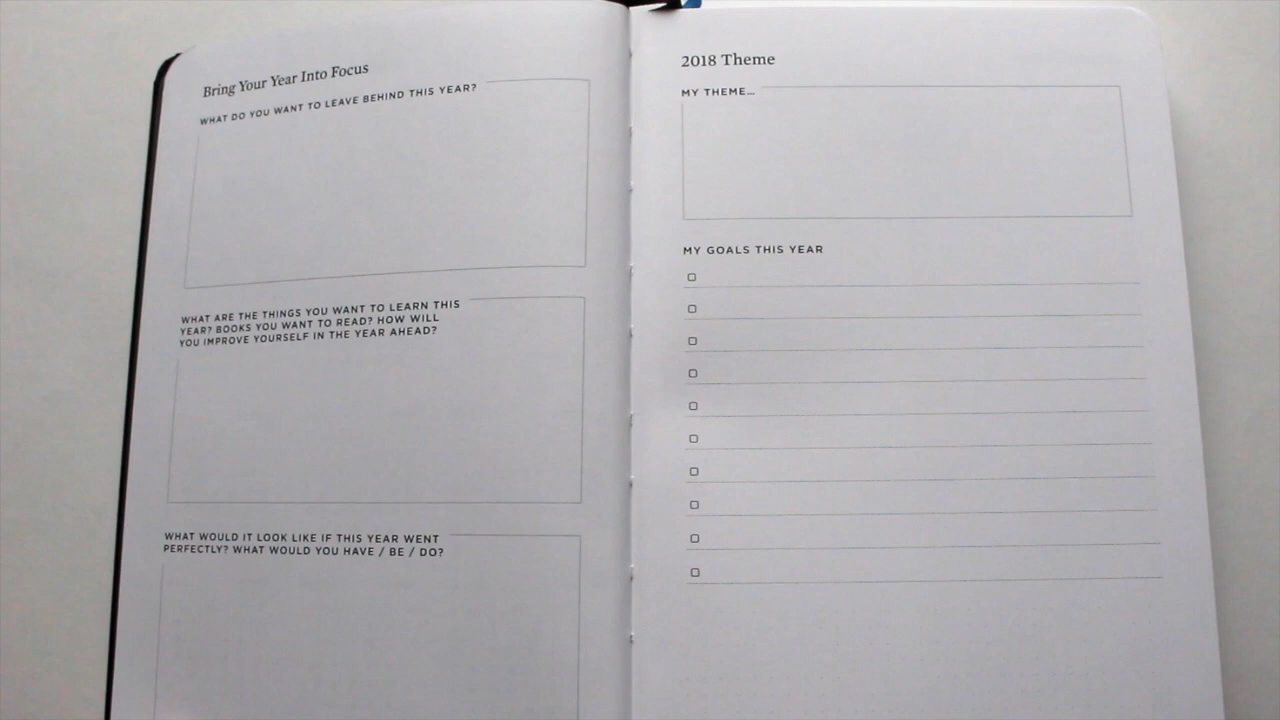 Bring Your Year Into Focus
WHAT DO YOU WANT TO LEAVE BEHIND THIS YEAR?
WHAT ARE THE THINGS YOU WANT TO LEARN THIS
YEAR? BOOKS YOU WANT TO READ? HOW WILL
YOU IMPROVE YOURSELF IN THE YEAR AHEAD?
WHAT WOULD IT LOOK LIKE IF THIS YEAR WENT
PERFECTLY? WHAT WOULD YOU HAVE / BE / DO?
2018 Theme
MY THEME...
MY GOALS THIS YEAR